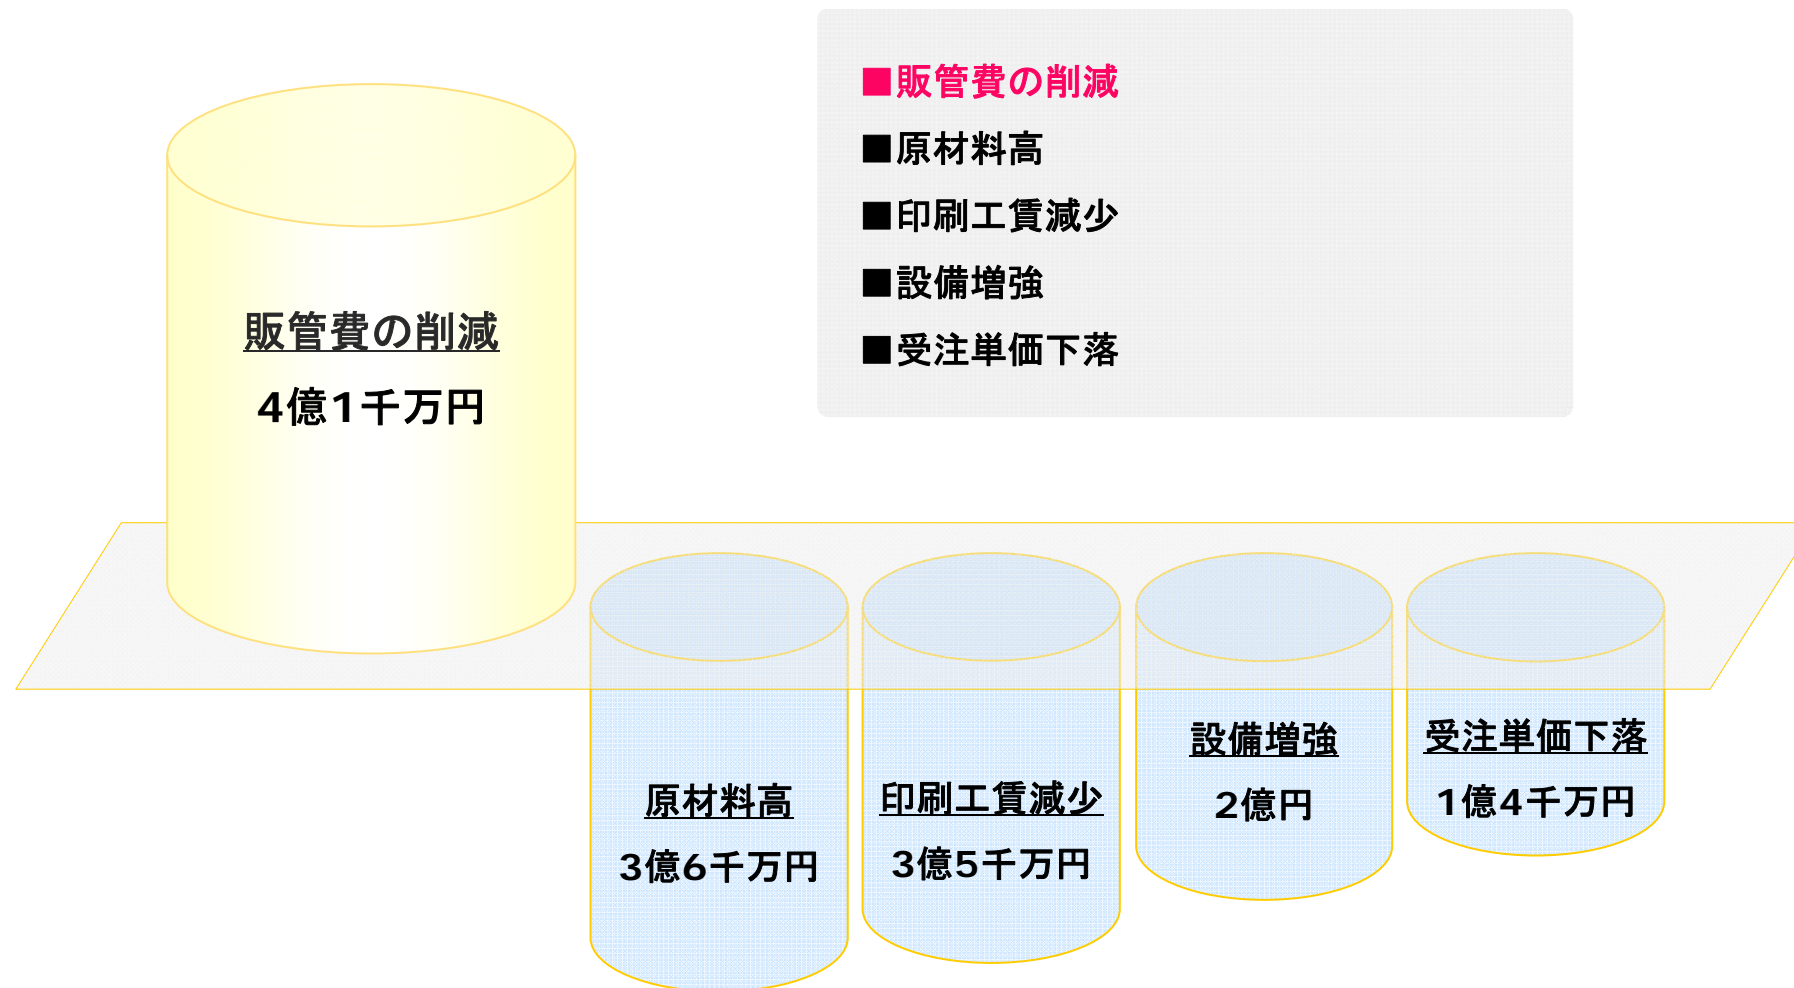 ■販管費の削減
■原材料高
■印刷工賃減少
■設備増強
■受注単価下落
販管費の削減
4億1千万円
原材料高
3億6千万円
印刷工賃減少
3億5千万円
設備増強
2億円
受注単価下落
1億4千万円